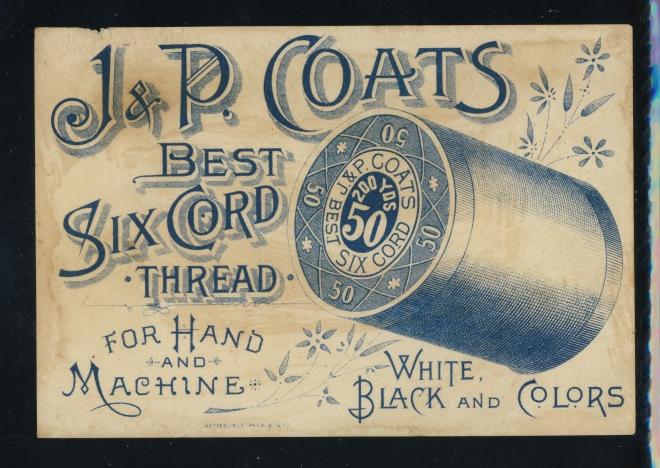 J. & P. COATS
BEST
SIX CORD
· THREAD ·
FOR HAND
AND
MACHINE
50
50
50
50
J. & P. COATS
BEST SIX CORD
200 YDS
50
WHITE,
BLACK AND COLORS